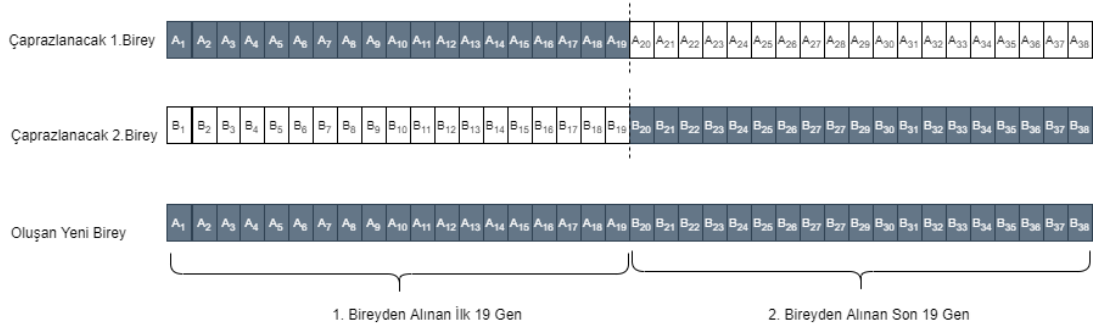 Çaprazlanacak 1.Birey A1 A2 A3 A4 A5 A6 A7 A8 A9 A10 A11 A12 A13 A14 A15 A16 A17 A18 A19 A20 A21 A22 A23 A24 A25 A26 A27 A28 A29 A30 A31 A32 A33 A34 A35 A36 A37 A38
Çaprazlanacak 2.Birey B1 B2 B3 B4 B5 B6 B7 B8 B9 B10 B11 B12 B13 B14 B15 B16 B17 B18 B19 B20 B21 B22 B23 B24 B25 B26 B27 B27 B29 B30 B31 B32 B33 B34 B35 B36 B37 B38
Oluşan Yeni Birey A1 A2 A3 A4 A5 A6 A7 A8 A9 A10 A11 A12 A13 A14 A15 A16 A17 A18 A19 B20 B21 B22 B23 B24 B25 B26 B27 B27 B29 B30 B31 B32 B33 B34 B35 B36 B37 B38
1. Bireyden Alınan İlk 19 Gen 2. Bireyden Alınan Son 19 Gen